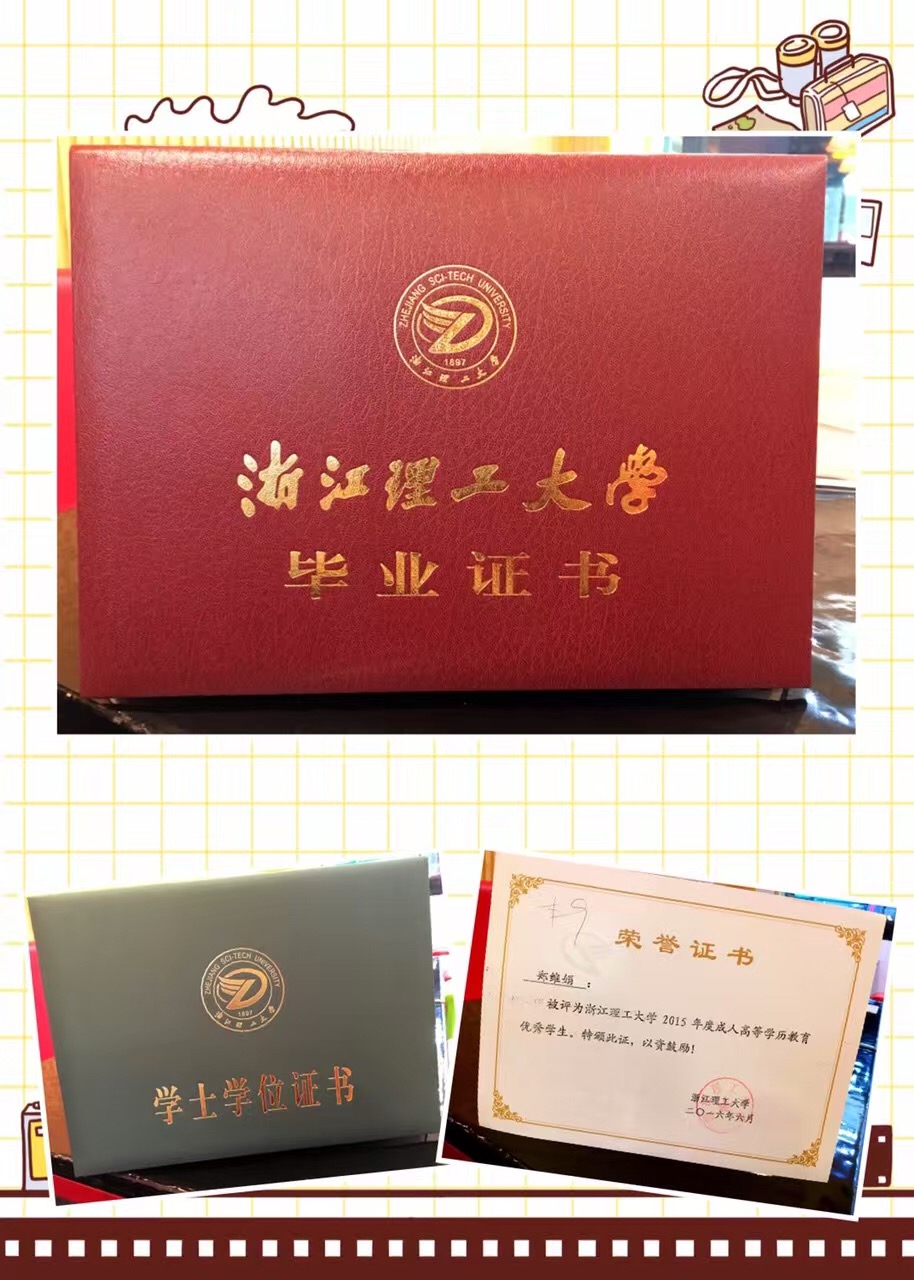 ZHEJIANG SCI-TECH UNIVERSITY
1897
浙江理工大学
浙江理工大学
毕业证书
ZHEJIANG SCI-TECH UNIVERSITY
1897
浙江理工大学
学士学位证书
荣誉证书
郑维娟：
被评为浙江理工大学 2015 年度成人高等学历教育
优秀学生。特颁此证，以资鼓励！
浙江理工大学
二〇一六年六月